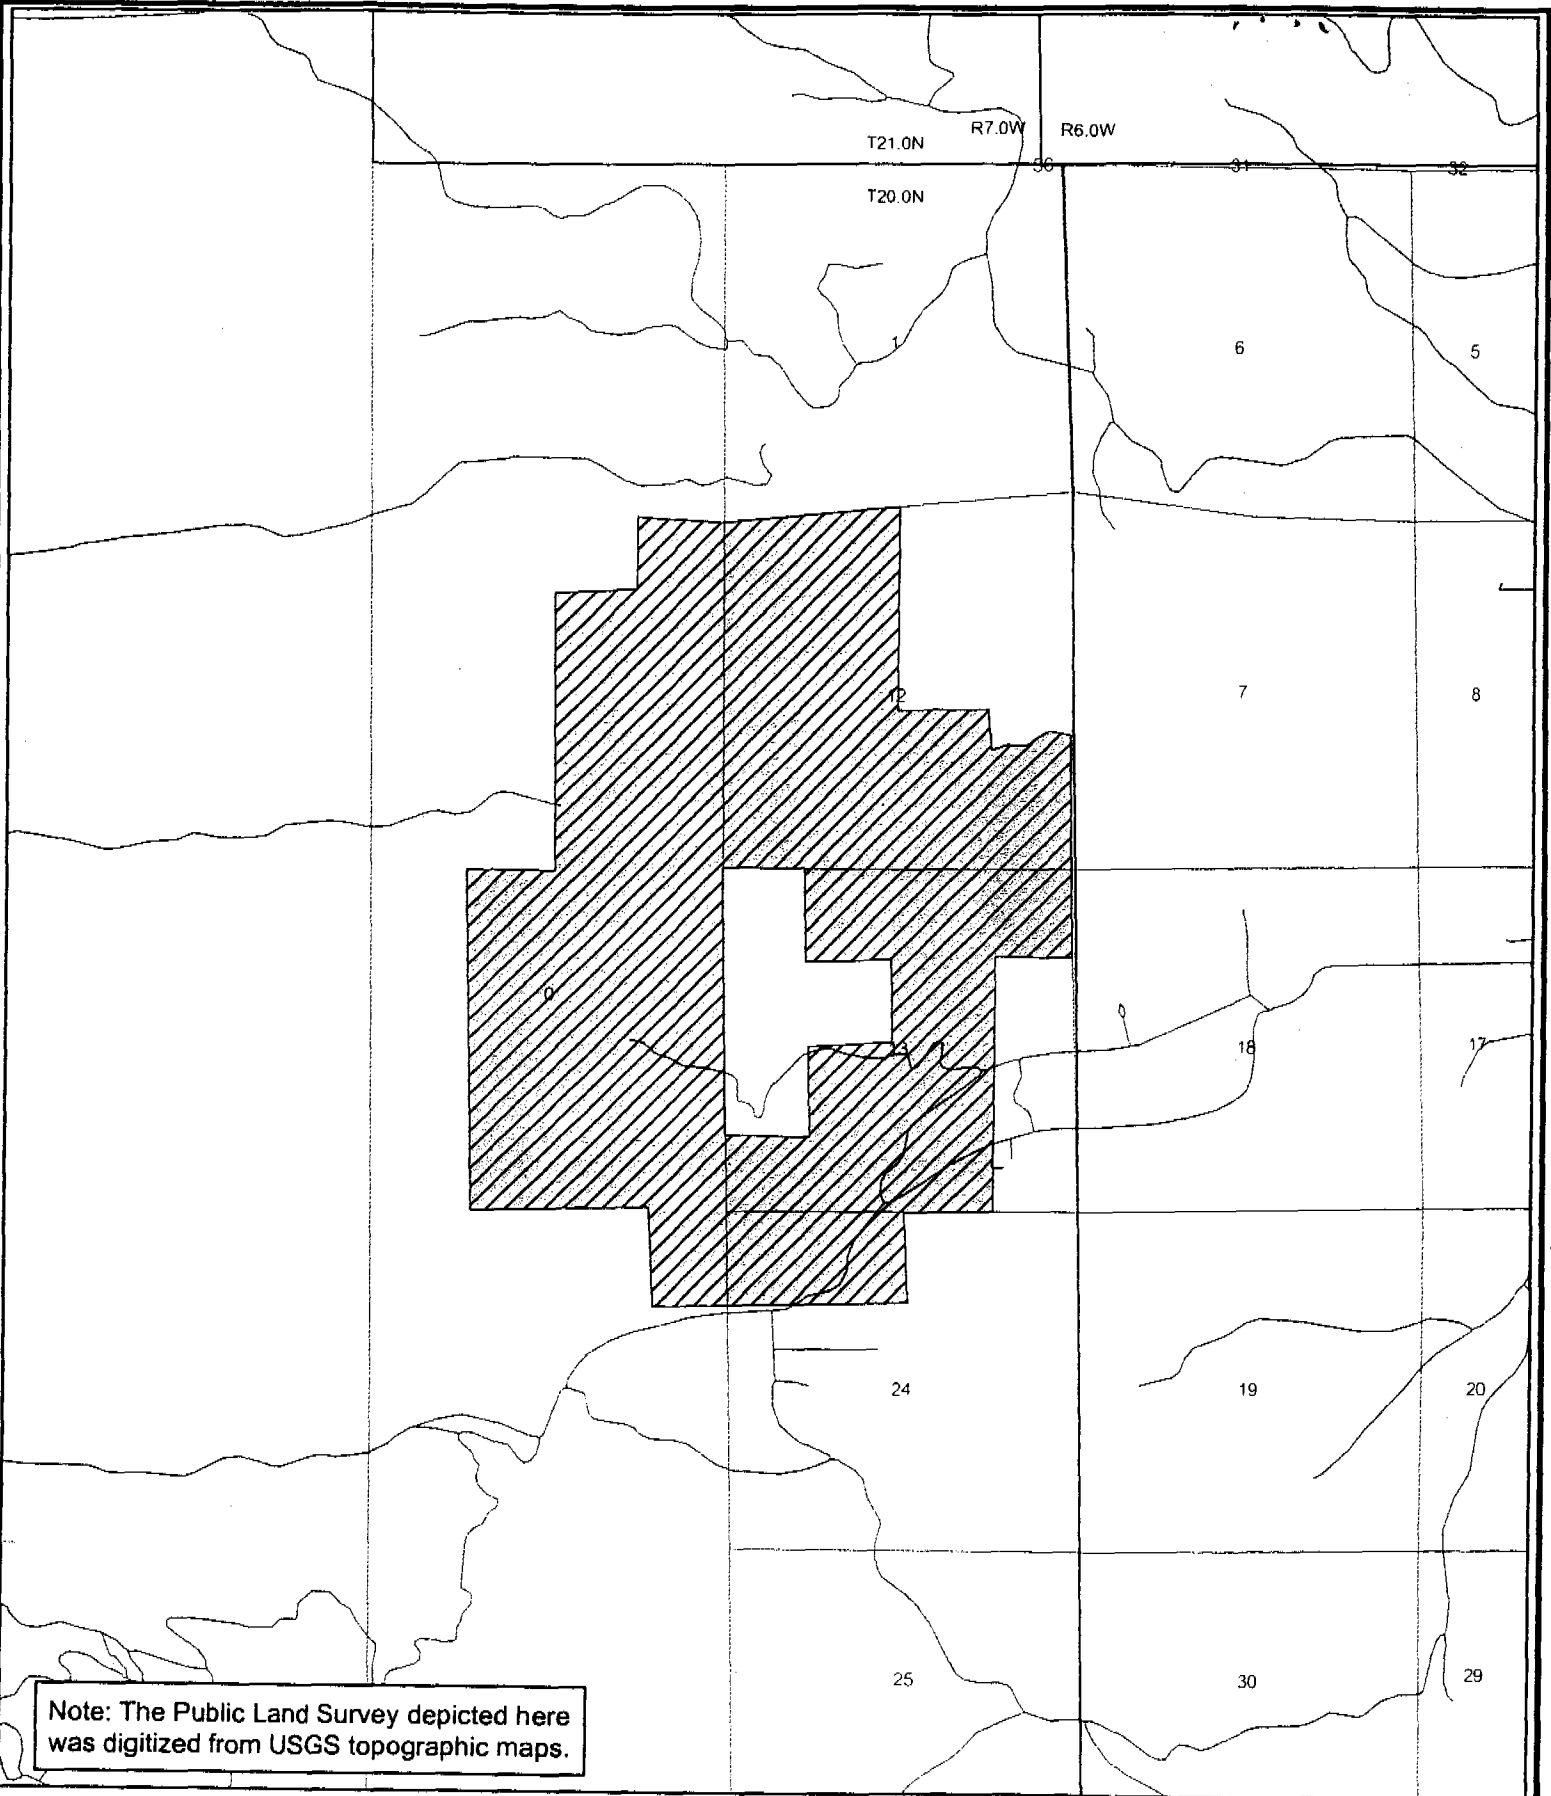 R7.0W R6.0W
T21.0N
36 31 32
T20.0N
1 6 5
12 7 8
0
13 18 17
24 19 20
25 30 29
Note: The Public Land Survey depicted here
was digitized from USGS topographic maps.